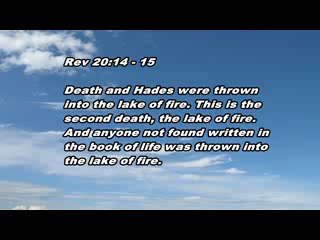 Rev 20:14 - 15
Death and Hades were thrown
into the lake of fire. This is the
second death, the lake of fire.
And anyone not found written in
the book of life was thrown into
the lake of fire.